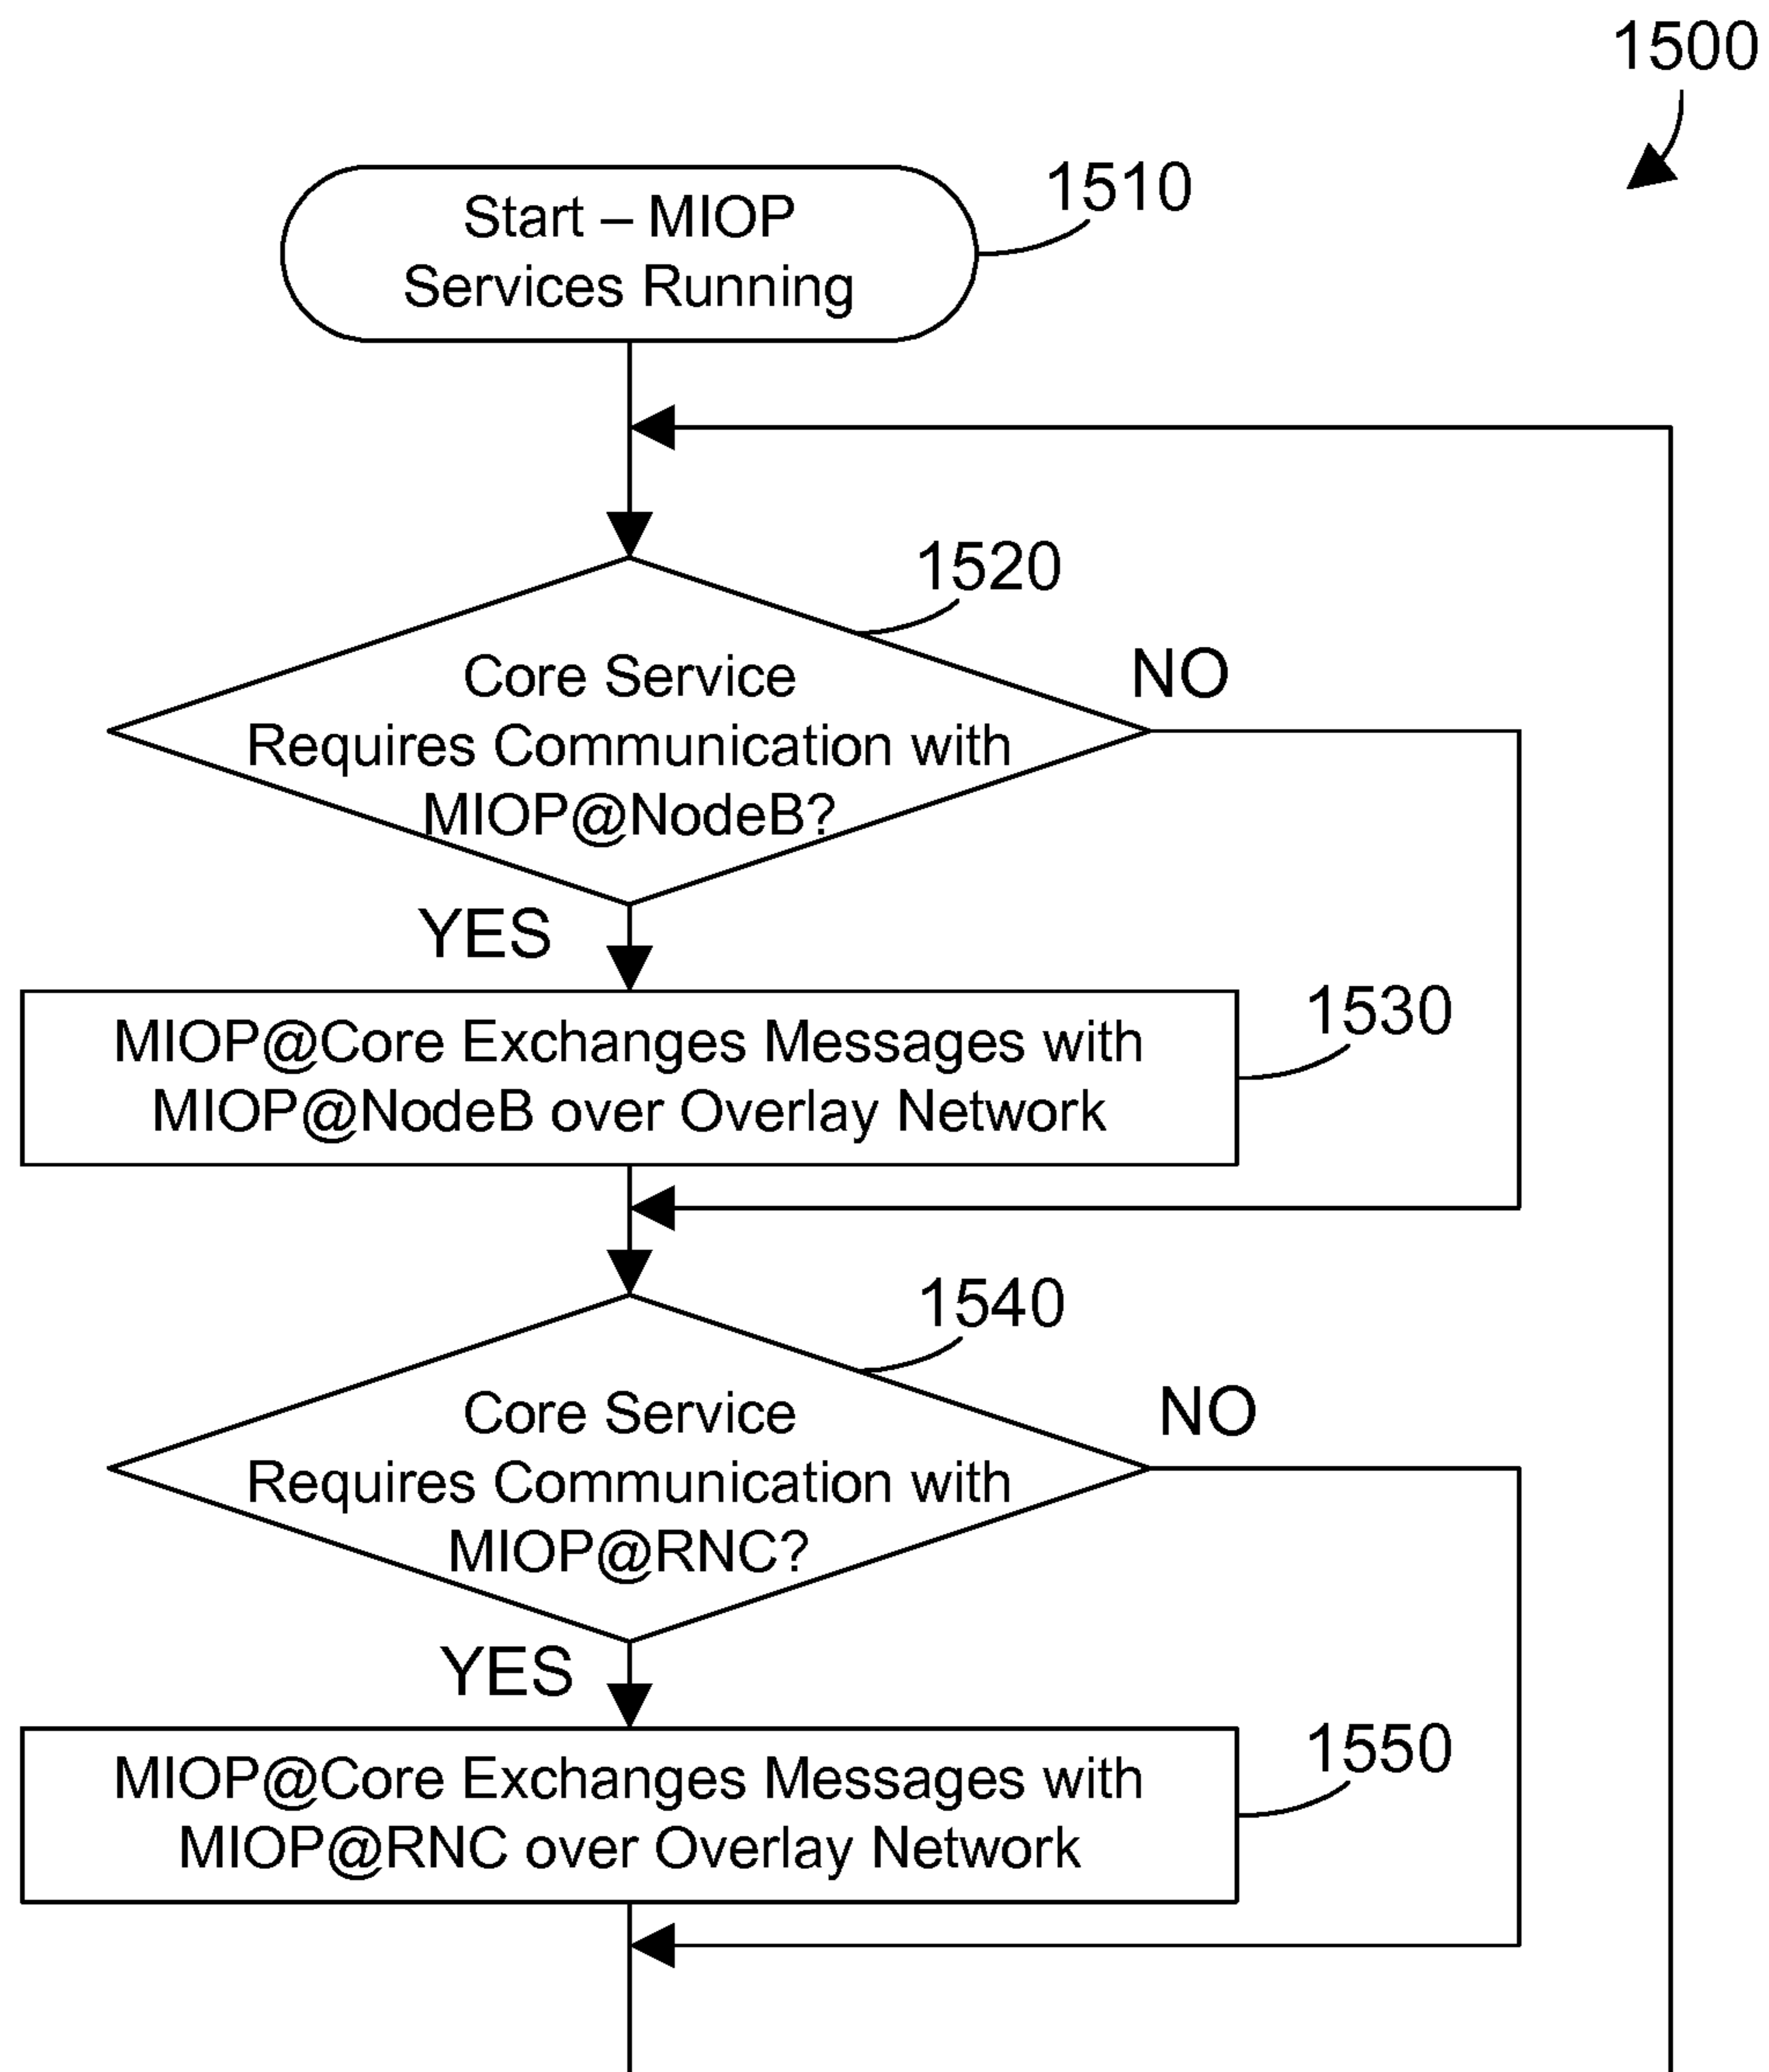 1500
1510
Start – MIOP
Services Running
1520
Core Service
Requires Communication with
MIOP@NodeB?
NO
YES
1530
MIOP@Core Exchanges Messages with
MIOP@NodeB over Overlay Network
1540
Core Service
Requires Communication with
MIOP@RNC?
NO
YES
1550
MIOP@Core Exchanges Messages with
MIOP@RNC over Overlay Network